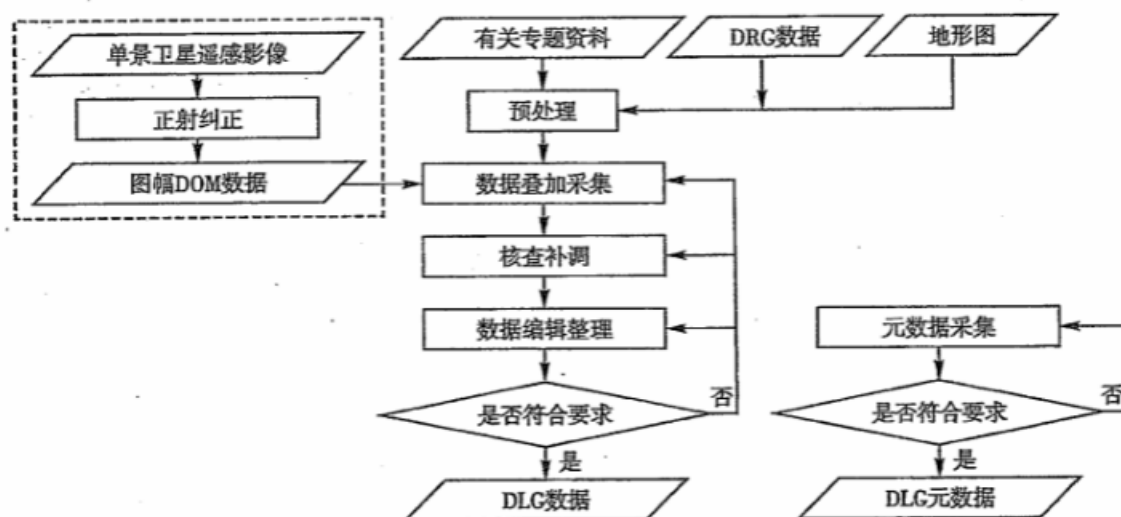 单景卫星遥感影像
正射纠正
图幅DOM数据
有关专题资料
DRG数据
地形图
预处理
数据叠加采集
核查补调
数据编辑整理
是否符合要求
否
是
DLG数据
元数据采集
是否符合要求
否
是
DLG元数据